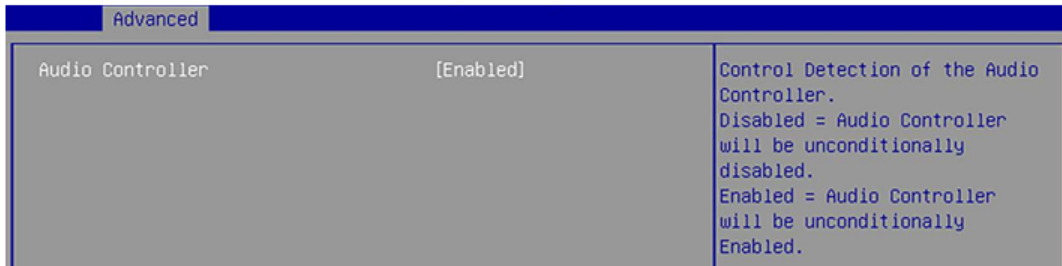 Advanced
Audio Controller [Enabled]
Control Detection of the Audio
Controller.
Disabled = Audio Controller
will be unconditionally
disabled.
Enabled = Audio Controller
will be unconditionally
Enabled.